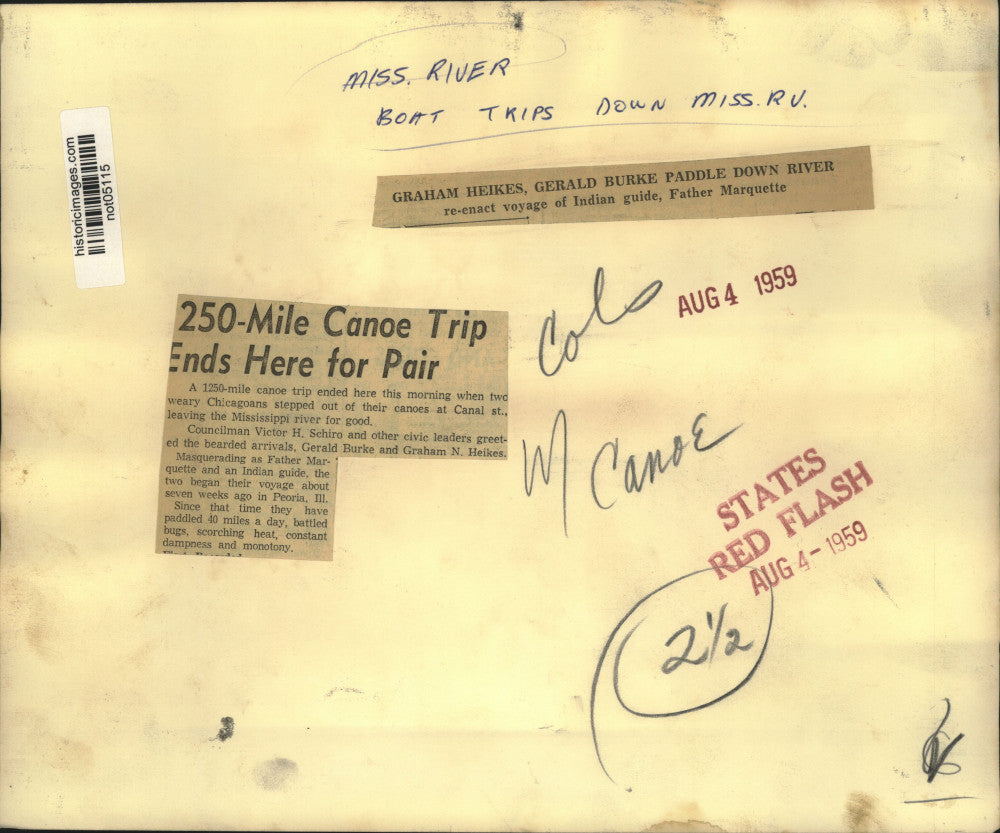 MISS. RIVER
BOAT TRIPS DOWN MISS. RV.
historicimages.com
not05115
GRAHAM HEIKES, GERALD BURKE PADDLE DOWN RIVER
re-enact voyage of Indian guide, Father Marquette
AUG 4 1959
250-Mile Canoe Trip
Ends Here for Pair
A 1250-mile canoe trip ended here this morning when two
weary Chicagoans stepped out of their canoes at Canal st.,
leaving the Mississippi river for good.
Councilman Victor H. Schiro and other civic leaders greet-
ed the bearded arrivals, Gerald Burke and Graham N. Heikes.
Masquerading as Father Mar-
quette and an Indian guide, the
two began their voyage about
seven weeks ago in Peoria, Ill.
Since that time they have
paddled 40 miles a day, battled
bugs, scorching heat, constant
dampness and monotony.
Cols
M Canoe
STATES
RED FLASH
AUG 4-1959
2 1/2